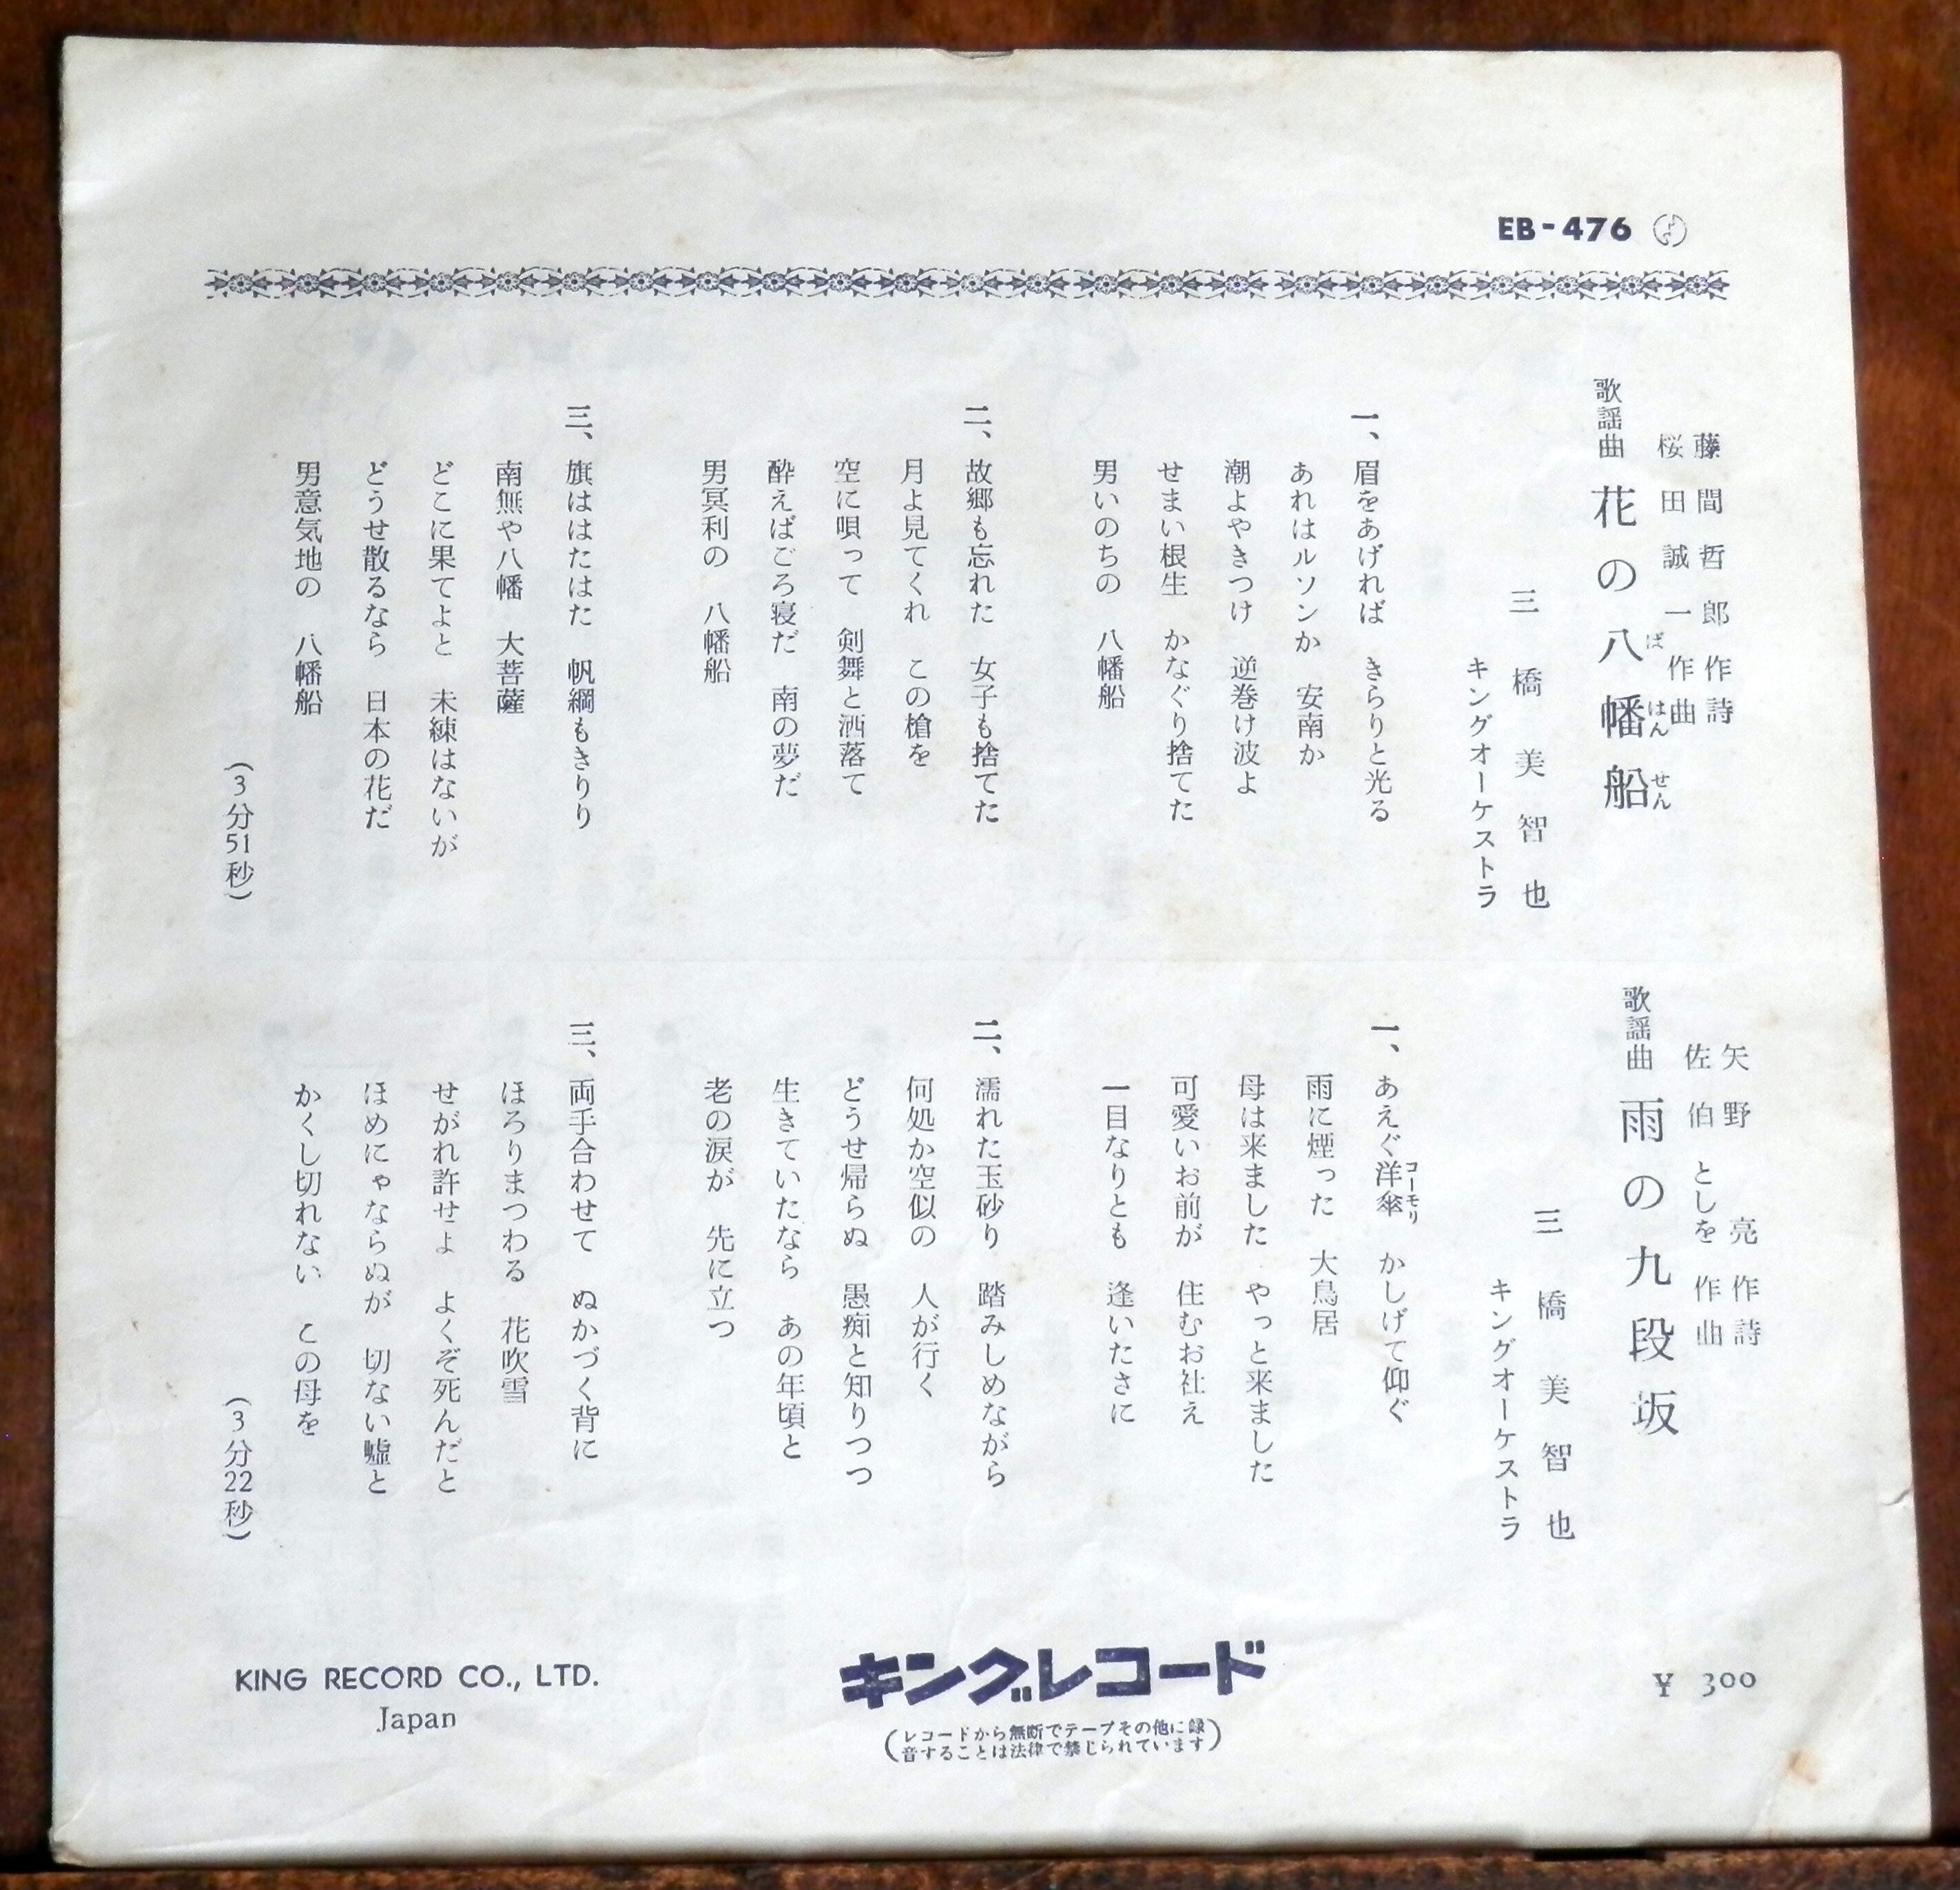 EB-476
藤間哲郎 作詩
桜田誠一 作曲
歌謡曲 花の八幡船
ば はん せん
三橋美智也
キングオーケストラ
一、眉をあげれば きらりと光る
あれはルソンか 安南か
潮よやきつけ 逆巻け波よ
せまい根生 かなぐり捨てた
男いのちの 八幡船
二、故郷も忘れた 女子も捨てた
月よ見てくれ この槍を
空に唄って 剣舞と洒落て
酔えばごろ寝だ 南の夢だ
男冥利の 八幡船
三、旗ははたはた 帆綱もきりり
南無や八幡 大菩薩
どこに果てよと 未練はないが
どうせ散るなら 日本の花だ
男意気地の 八幡船
(3分51秒)
矢野 亮 作詩
佐伯としを 作曲
歌謡曲 雨の九段坂
三橋美智也
キングオーケストラ
一、あえぐ洋傘 かしげて仰ぐ
コーモリ
雨に煙った 大鳥居
母は来ました やっと来ました
可愛いお前が 住むお社え
一目なりとも 逢いたさに
二、濡れた玉砂り 踏みしめながら
何処か空似の 人が行く
どうせ帰らぬ 愚痴と知りつつ
生きていたなら あの年頃と
老の涙が 先に立つ
三、両手合わせて ぬかづく背に
ほろりまつわる 花吹雪
せがれ許せよ よくぞ死んだと
ほめにゃならぬが 切ない嘘と
かくし切れない この母を
(3分22秒)
KING RECORD CO., LTD.
Japan
キングレコード
(レコードから無断でテープその他に録
音することは法律で禁じられています)
¥ 300